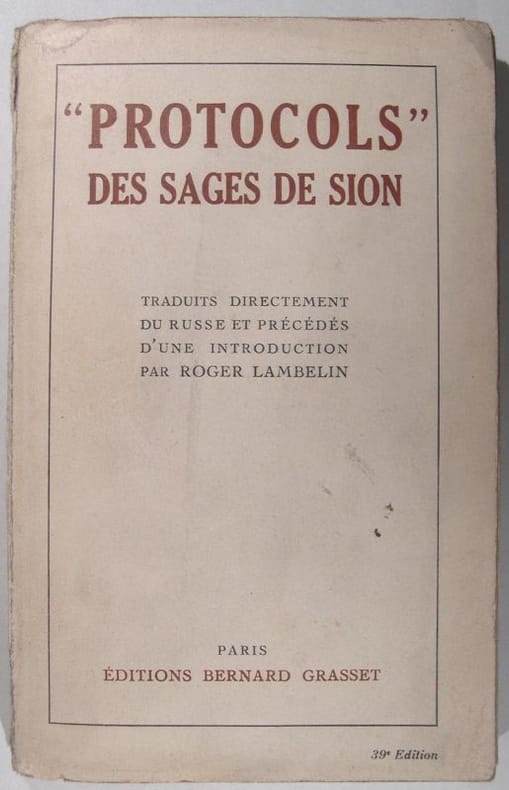 “PROTOCOLS”
DES SAGES DE SION
TRADUITS DIRECTEMENT
DU RUSSE ET PRÉCÉDÉS
D'UNE INTRODUCTION
PAR ROGER LAMBELIN
PARIS
ÉDITIONS BERNARD GRASSET
39ᵉ Edition